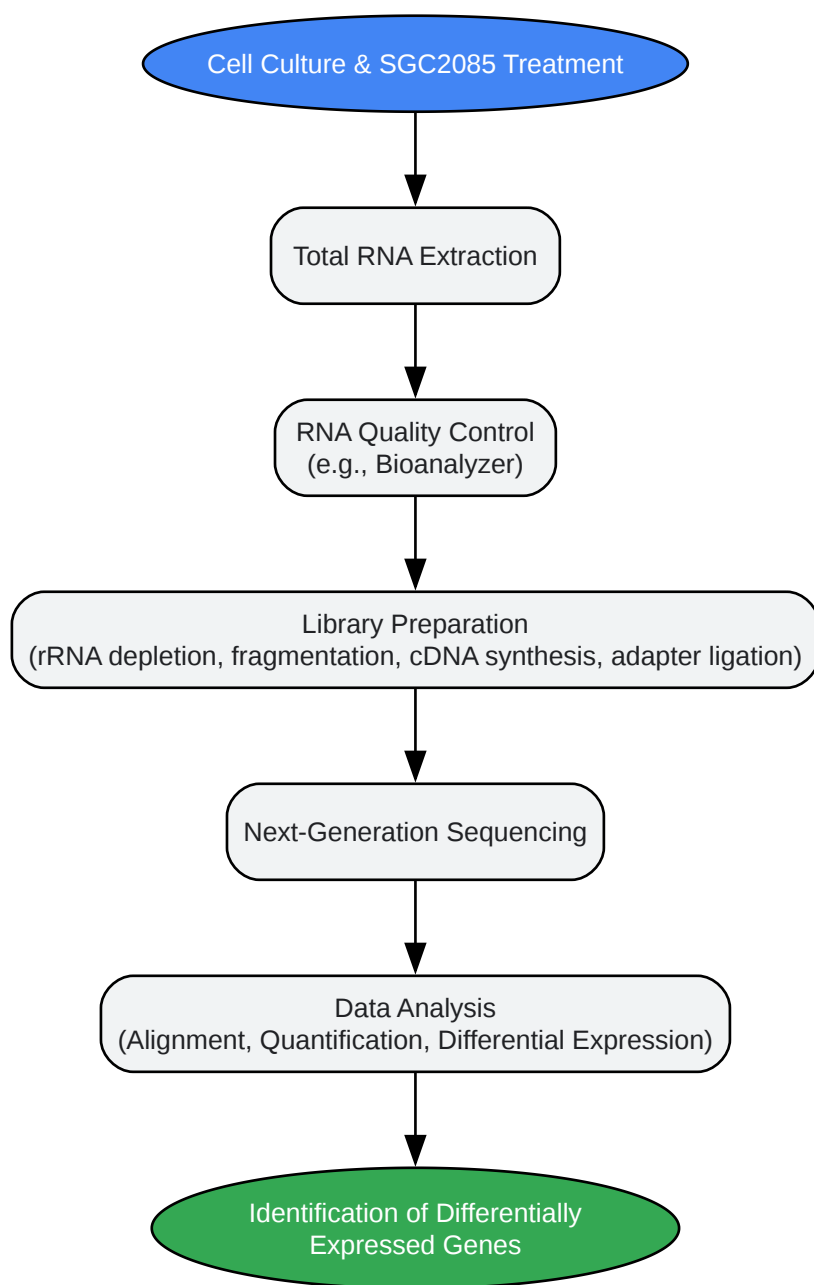 Cell Culture & SGC2085 Treatment
Total RNA Extraction
RNA Quality Control
(e.g., Bioanalyzer)
Library Preparation
(rRNA depletion, fragmentation, cDNA synthesis, adapter ligation)
Next-Generation Sequencing
Data Analysis
(Alignment, Quantification, Differential Expression)
Identification of Differentially
Expressed Genes